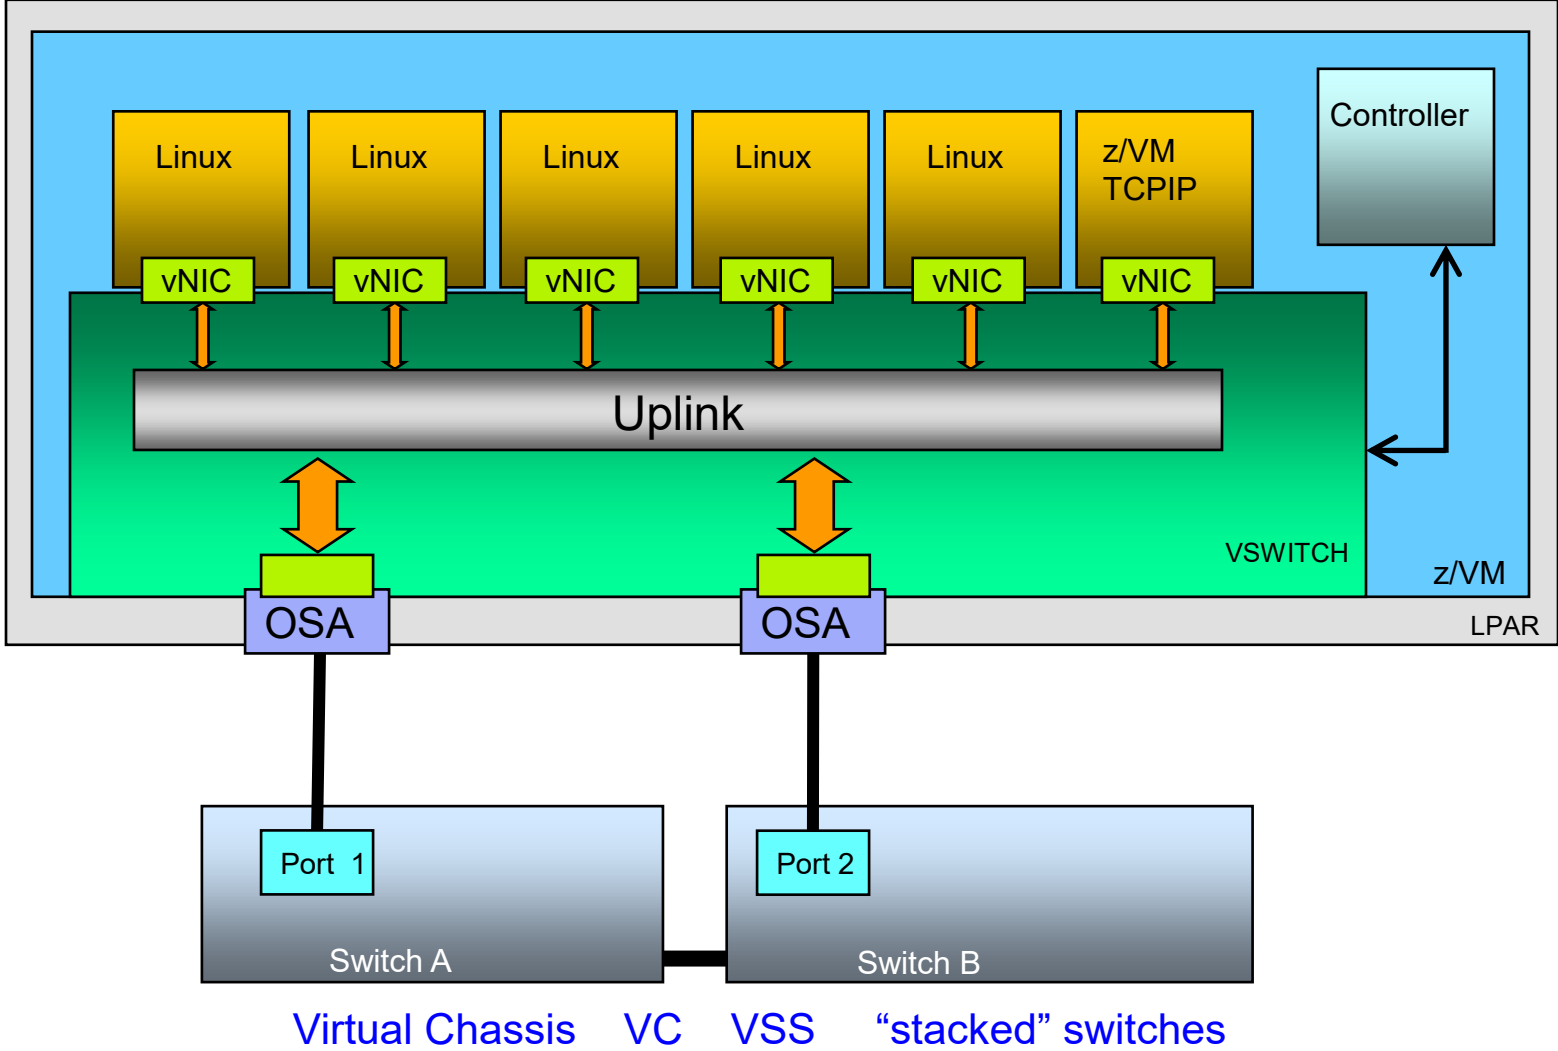 Controller
Linux
Linux
Linux
Linux
Linux
z/VM
TCPIP
vNIC
vNIC
vNIC
vNIC
vNIC
vNIC
Uplink
VSWITCH
z/VM
OSA
OSA
LPAR
Port 1
Port 2
Switch A
Switch B
Virtual Chassis VC VSS “stacked” switches